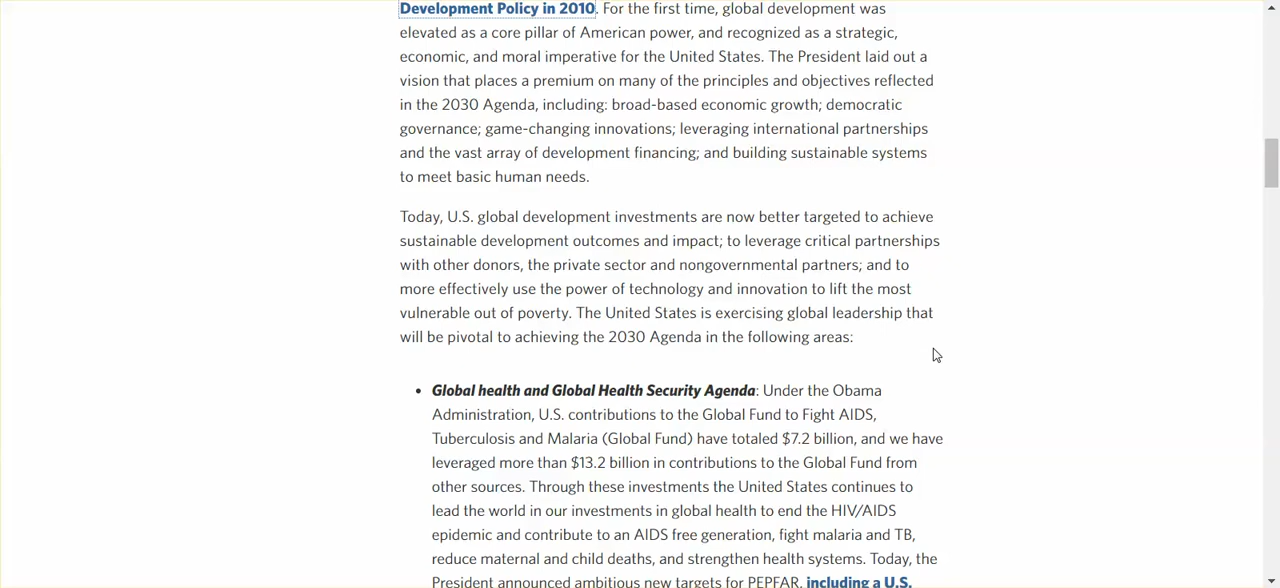 Development Policy in 2010. For the first time, global development was
elevated as a core pillar of American power, and recognized as a strategic,
economic, and moral imperative for the United States. The President laid out a
vision that places a premium on many of the principles and objectives reflected
in the 2030 Agenda, including: broad-based economic growth; democratic
governance; game-changing innovations; leveraging international partnerships
and the vast array of development financing; and building sustainable systems
to meet basic human needs.
Today, U.S. global development investments are now better targeted to achieve
sustainable development outcomes and impact; to leverage critical partnerships
with other donors, the private sector and nongovernmental partners; and to
more effectively use the power of technology and innovation to lift the most
vulnerable out of poverty. The United States is exercising global leadership that
will be pivotal to achieving the 2030 Agenda in the following areas:
• Global health and Global Health Security Agenda: Under the Obama
Administration, U.S. contributions to the Global Fund to Fight AIDS,
Tuberculosis and Malaria (Global Fund) have totaled $7.2 billion, and we have
leveraged more than $13.2 billion in contributions to the Global Fund from
other sources. Through these investments the United States continues to
lead the world in our investments in global health to end the HIV/AIDS
epidemic and contribute to an AIDS free generation, fight malaria and TB,
reduce maternal and child deaths, and strengthen health systems. Today, the
President announced ambitious new targets for PEPFAR, including a U.S.